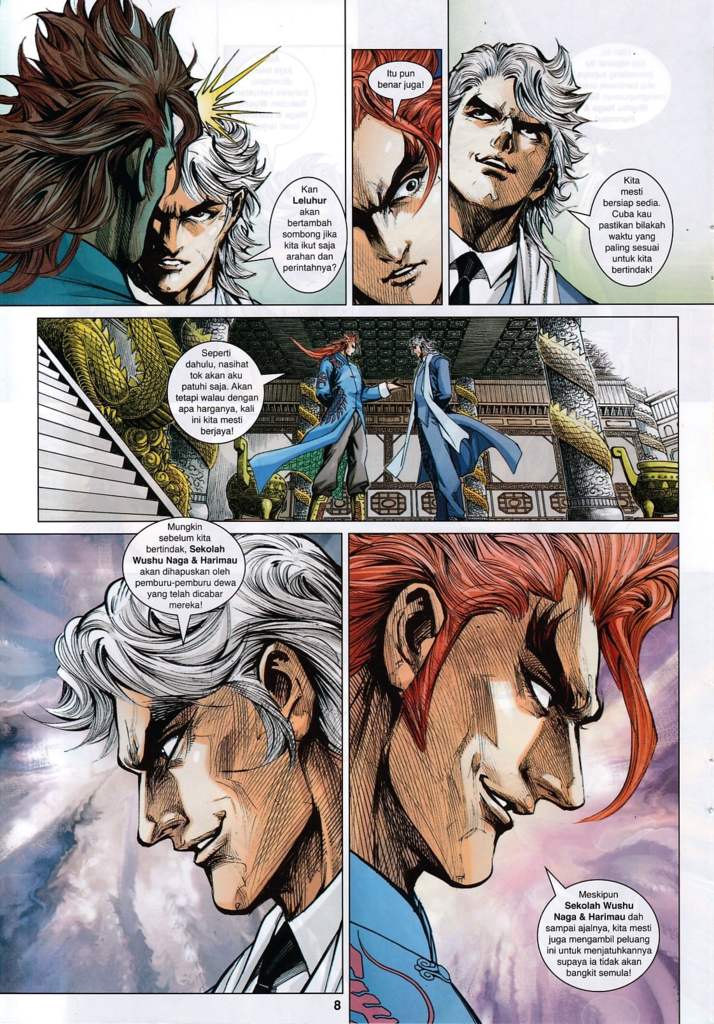 Kan
Leluhur
akan
bertambah
sombong jika
kita ikut saja
arahan dan
perintahnya?
Itu pun
benar juga!
Kita
mesti
bersiap sedia.
Cuba kau
pastikan bilakah
waktu yang
paling sesuai
untuk kita
bertindak!
Seperti
dahulu, nasihat
tok akan aku
patuhi saja. Akan
tetapi walau dengan
apa harganya, kali
ini kita mesti
berjaya!
Mungkin
sebelum kita
bertindak, Sekolah
Wushu Naga & Harimau
akan dihapuskan oleh
pemburu-pemburu dewa
yang telah dicabar
mereka!
Meskipun
Sekolah Wushu
Naga & Harimau dah
sampai ajalnya, kita mesti
juga mengambil peluang
ini untuk menjatuhkannya
supaya ia tidak akan
bangkit semula!
8